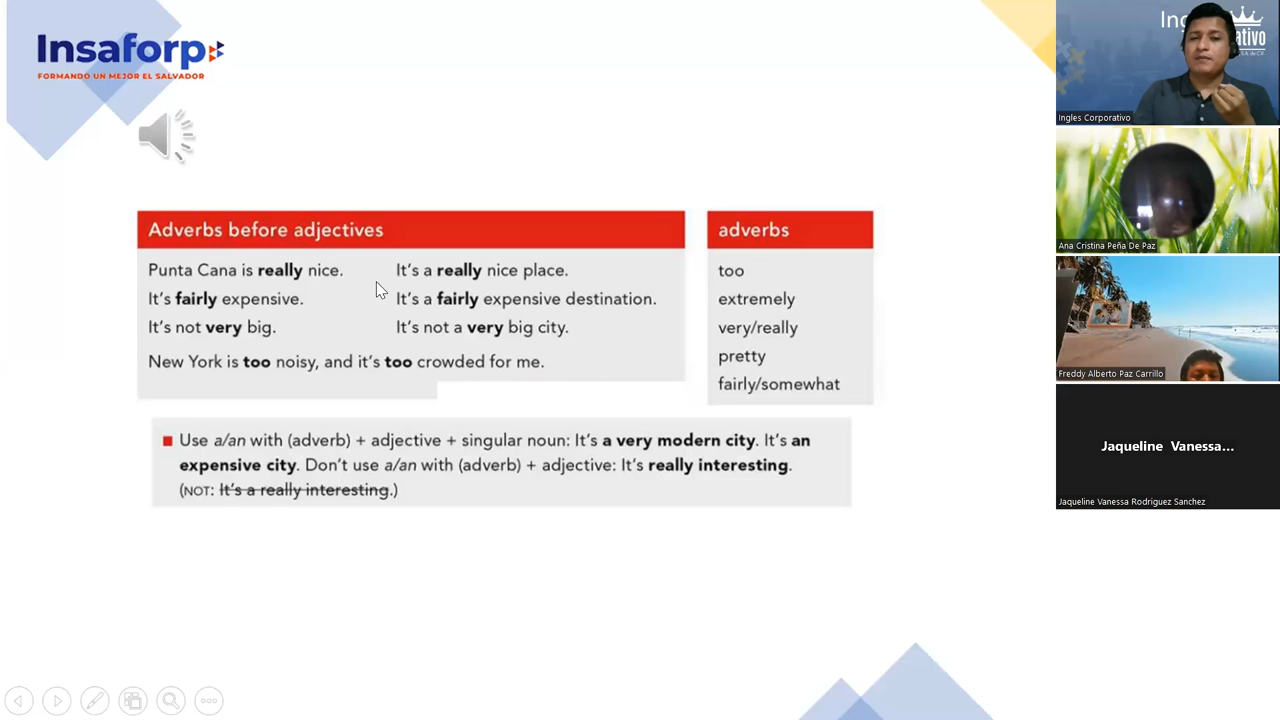 Insaforp
FORMANDO UN MEJOR EL SALVADOR
Adverbs before adjectives
Punta Cana is really nice. It's a really nice place.
It's fairly expensive. It's a fairly expensive destination.
It's not very big. It's not a very big city.
New York is too noisy, and it's too crowded for me.
adverbs
too
extremely
very/really
pretty
fairly/somewhat
Use a/an with (adverb) + adjective + singular noun: It's a very modern city. It's an
expensive city. Don't use a/an with (adverb) + adjective: It's really interesting.
(NOT: It's a really interesting.)
Ingles Corporativo
Ana Cristina Peña De Paz
Freddy Alberto Paz Carrillo
Jaqueline Vanessa...
Jaqueline Vanessa Rodriguez Sanchez